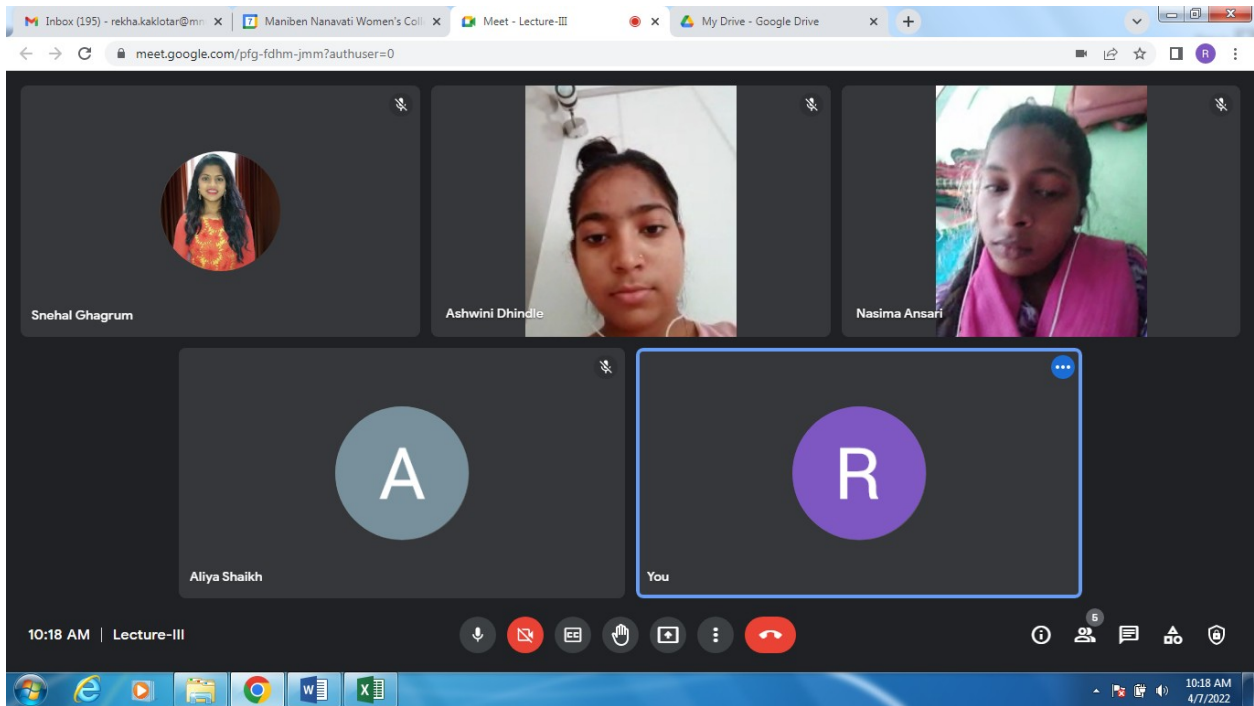 Inbox (195) - rekha.kaklotar@mn
Maniben Nanavati Women's Coll
Meet - Lecture-III
My Drive - Google Drive
meet.google.com/pfg-fdhm-jmm?authuser=0
R
Snehal Ghagrum
Ashwini Dhindle
Nasima Ansari
A
Aliya Shaikh
R
You
10:18 AM | Lecture-III
CC
5
10:18 AM
4/7/2022